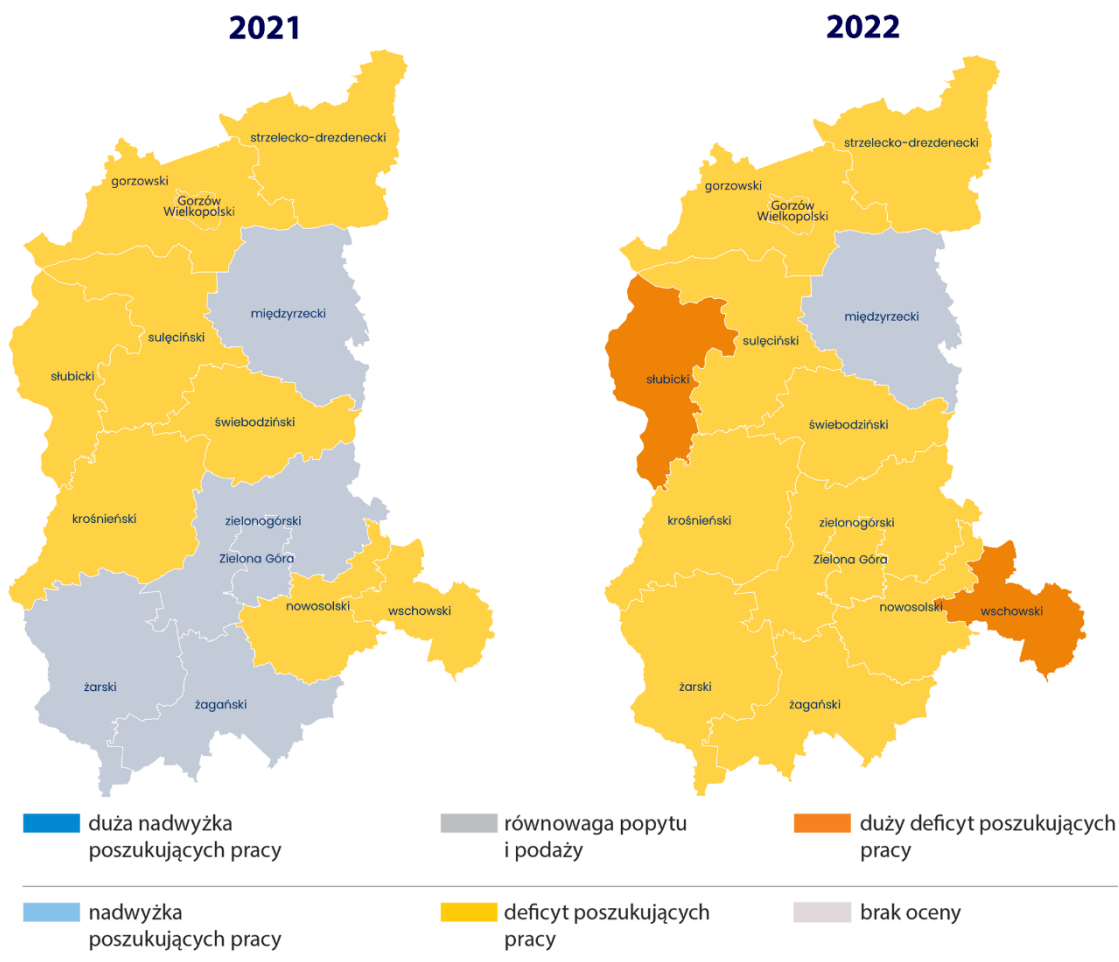 2021
2022
strzelecko-drezdenecki
gorzowski
Gorzów
Wielkopolski
międzyrzecki
sulęciński
słubicki
świebodziński
krośnieński
zielonogórski
Zielona Góra
nowosolski
wschowski
żarski
żagański
strzelecko-drezdenecki
gorzowski
Gorzów
Wielkopolski
międzyrzecki
sulęciński
słubicki
świebodziński
krośnieński
zielonogórski
Zielona Góra
nowosolski
wschowski
żarski
żagański
duża nadwyżka
poszukujących pracy
równowaga popytu
i podaży
duży deficyt poszukujących
pracy
nadwyżka
poszukujących pracy
deficyt poszukujących
pracy
brak oceny